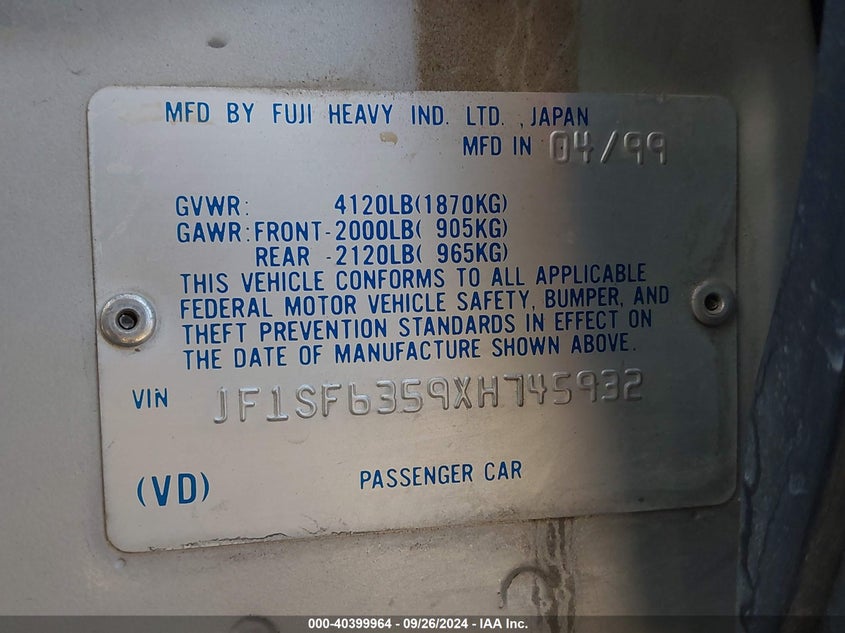 MFD BY FUJI HEAVY IND. LTD. , JAPAN
MFD IN 04/99
GVWR: 4120LB(1870KG)
GAWR:FRONT-2000LB( 905KG)
REAR -2120LB( 965KG)
THIS VEHICLE CONFORMS TO ALL APPLICABLE
FEDERAL MOTOR VEHICLE SAFETY, BUMPER, AND
THEFT PREVENTION STANDARDS IN EFFECT ON
THE DATE OF MANUFACTURE SHOWN ABOVE.
VIN JF1SF6359XH745932
(VD) PASSENGER CAR
000-40399964 - 09/26/2024 - IAA Inc.